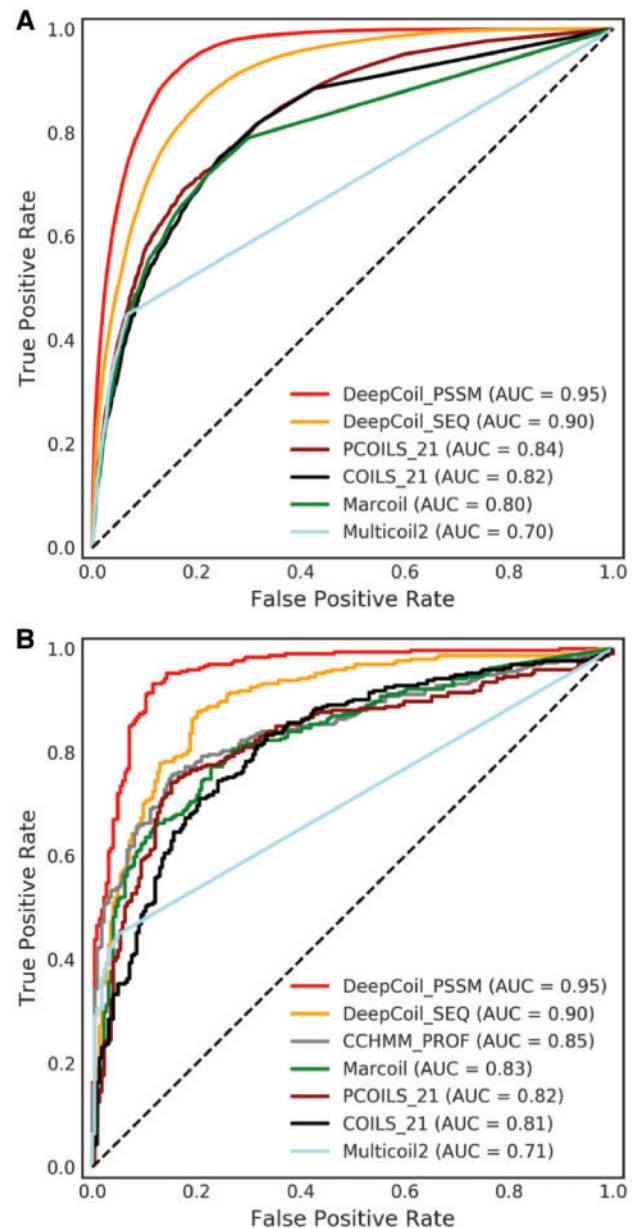 A
1.0
0.8
0.6
0.4
0.2
0.0
True Positive Rate
DeepCoil_PSSM (AUC = 0.95)
DeepCoil_SEQ (AUC = 0.90)
PCOILS_21 (AUC = 0.84)
COILS_21 (AUC = 0.82)
Marcoil (AUC = 0.80)
Multicoil2 (AUC = 0.70)
0.0 0.2 0.4 0.6 0.8 1.0
False Positive Rate
B
1.0
0.8
0.6
0.4
0.2
0.0
True Positive Rate
DeepCoil_PSSM (AUC = 0.95)
DeepCoil_SEQ (AUC = 0.90)
CCHMM_PROF (AUC = 0.85)
Marcoil (AUC = 0.83)
PCOILS_21 (AUC = 0.82)
COILS_21 (AUC = 0.81)
Multicoil2 (AUC = 0.71)
0.0 0.2 0.4 0.6 0.8 1.0
False Positive Rate